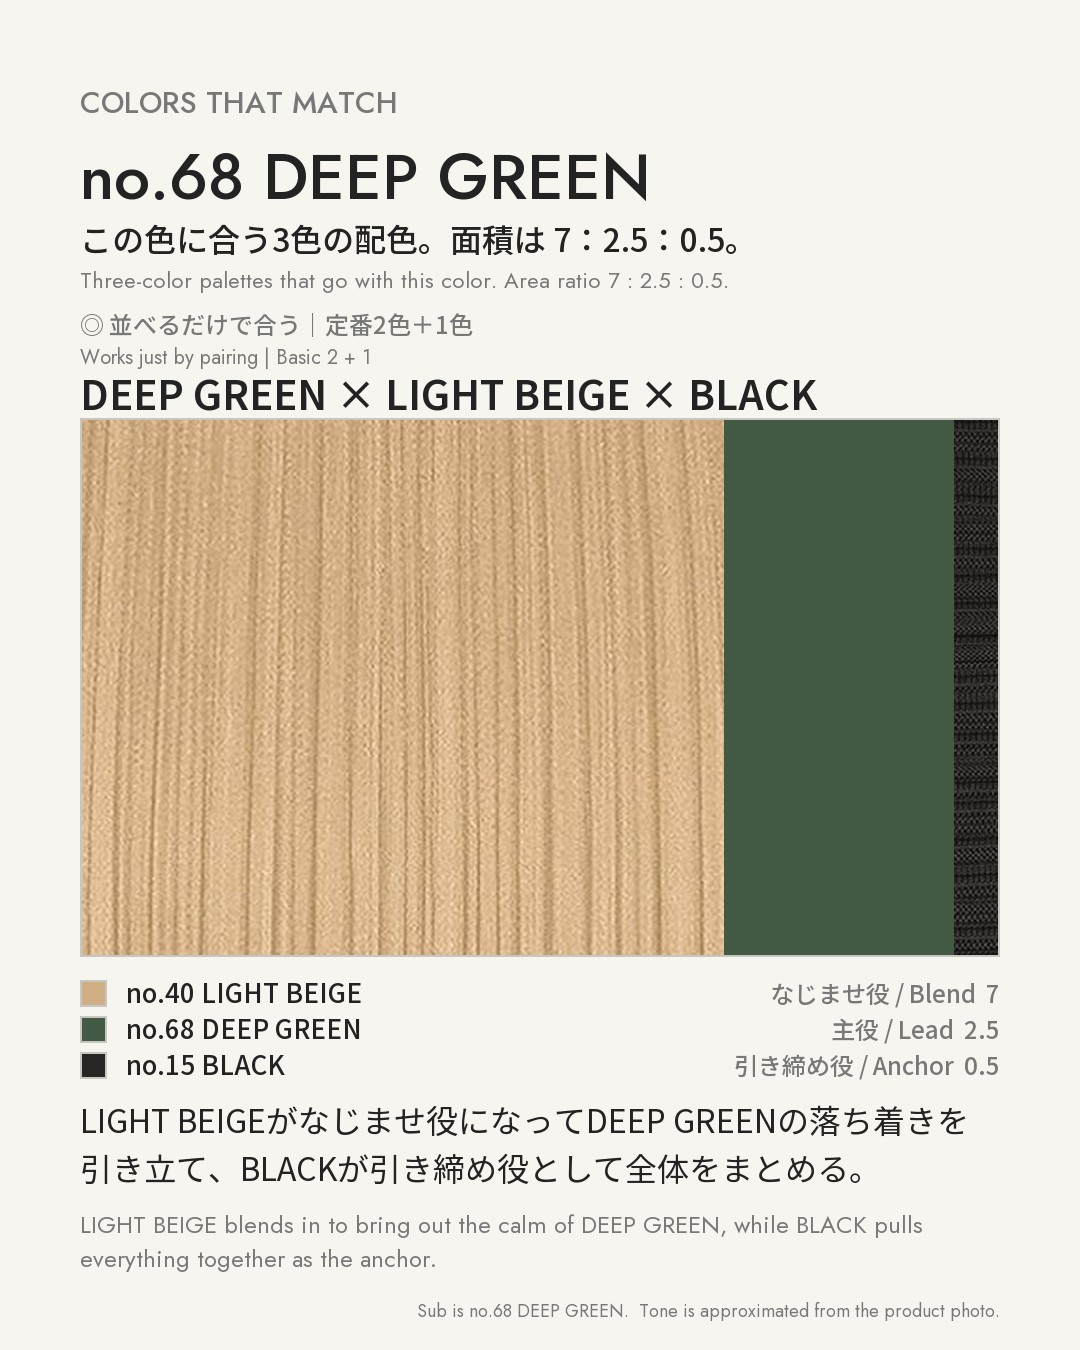 COLORS THAT MATCH
no.68 DEEP GREEN
この色に合う3色の配色。面積は 7：2.5：0.5。
Three-color palettes that go with this color. Area ratio 7 : 2.5 : 0.5.
◎ 並べるだけで合う｜定番2色＋1色
Works just by pairing | Basic 2 + 1
DEEP GREEN × LIGHT BEIGE × BLACK
no.40 LIGHT BEIGE なじませ役 / Blend 7
no.68 DEEP GREEN 主役 / Lead 2.5
no.15 BLACK 引き締め役 / Anchor 0.5
LIGHT BEIGEがなじませ役になってDEEP GREENの落ち着きを
引き立て、BLACKが引き締め役として全体をまとめる。
LIGHT BEIGE blends in to bring out the calm of DEEP GREEN, while BLACK pulls
everything together as the anchor.
Sub is no.68 DEEP GREEN. Tone is approximated from the product photo.